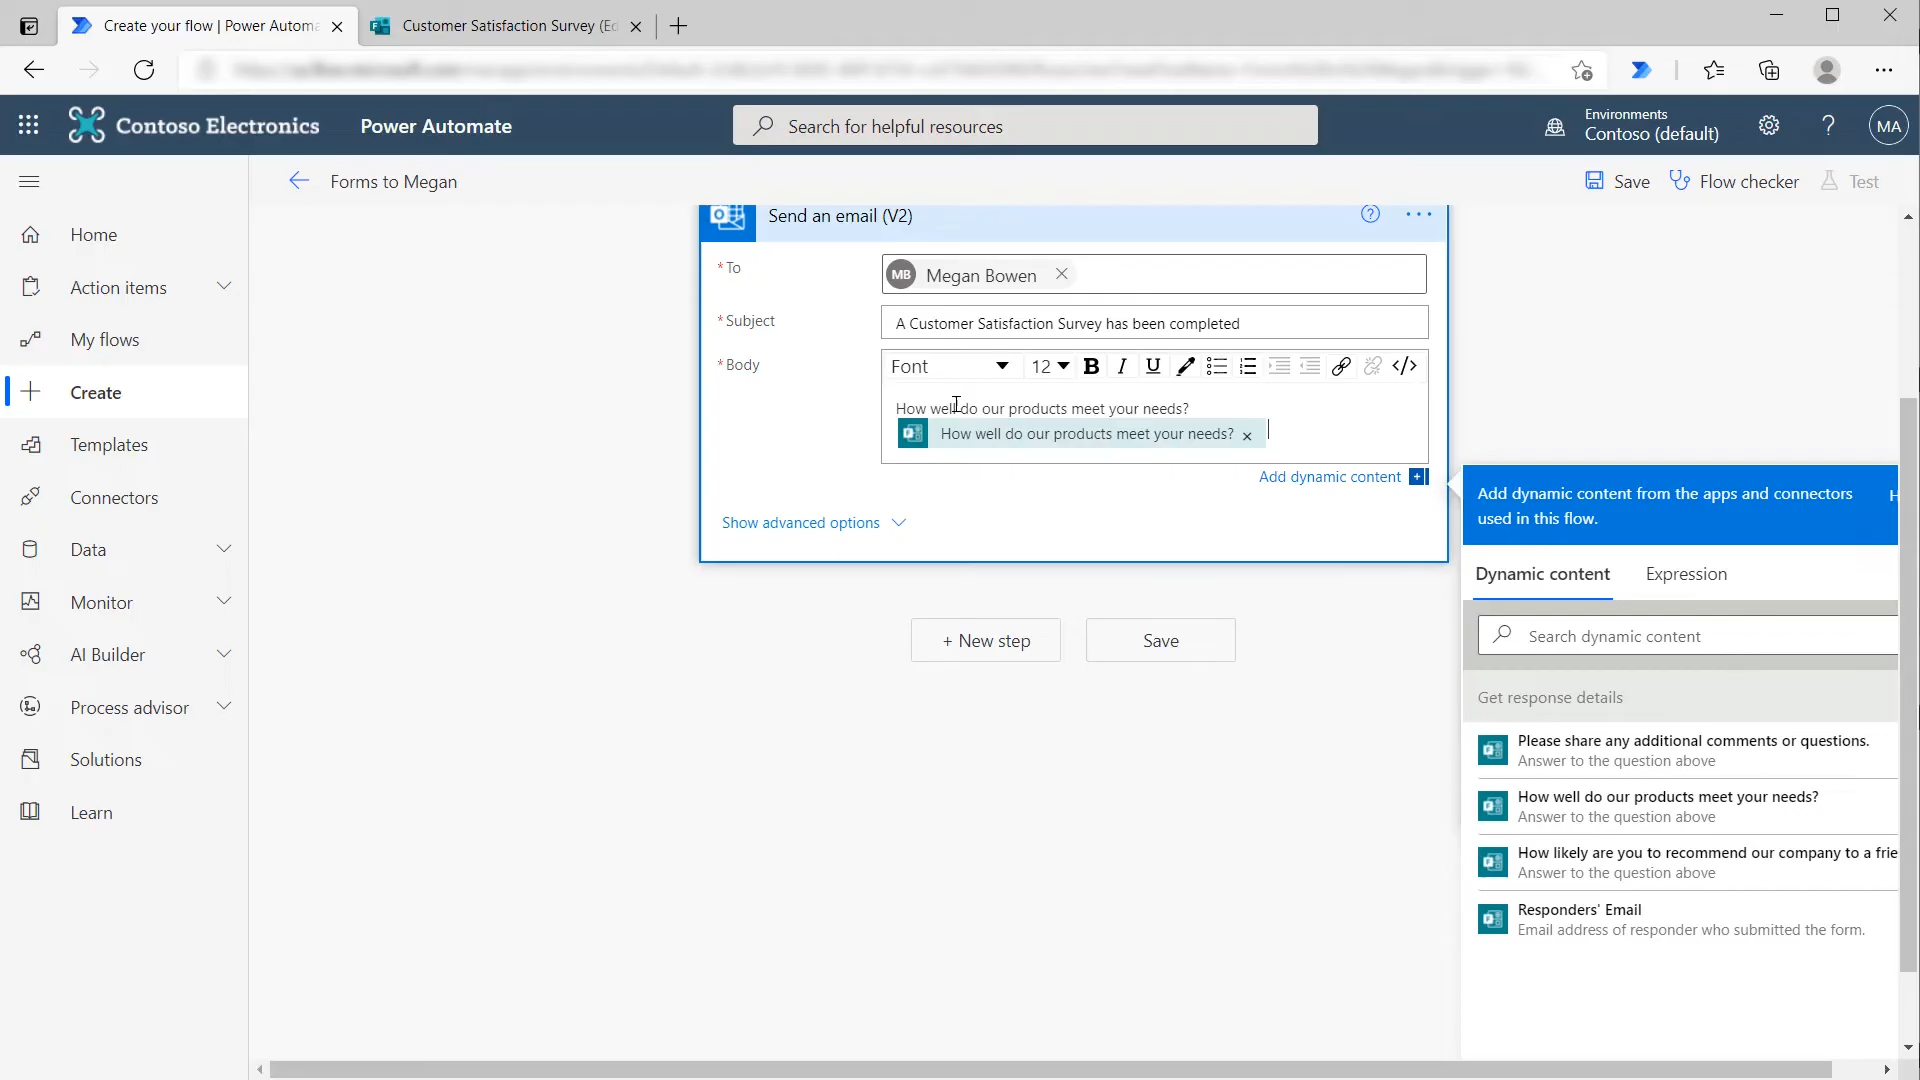 Create your flow | Power Automa
Customer Satisfaction Survey (Ed
Contoso Electronics
Power Automate
Search for helpful resources
Environments
Contoso (default)
MA
Forms to Megan
Save
Flow checker
Test
Home
Action items
My flows
Create
Templates
Connectors
Data
Monitor
AI Builder
Process advisor
Solutions
Learn
Send an email (V2)
* To
MB Megan Bowen
* Subject
A Customer Satisfaction Survey has been completed
* Body
Font 12 B I U </>
How well do our products meet your needs?
How well do our products meet your needs? ×
Add dynamic content
Show advanced options
+ New step
Save
Add dynamic content from the apps and connectors
used in this flow.
H
Dynamic content
Expression
Search dynamic content
Get response details
Please share any additional comments or questions.
Answer to the question above
How well do our products meet your needs?
Answer to the question above
How likely are you to recommend our company to a frie
Answer to the question above
Responders' Email
Email address of responder who submitted the form.